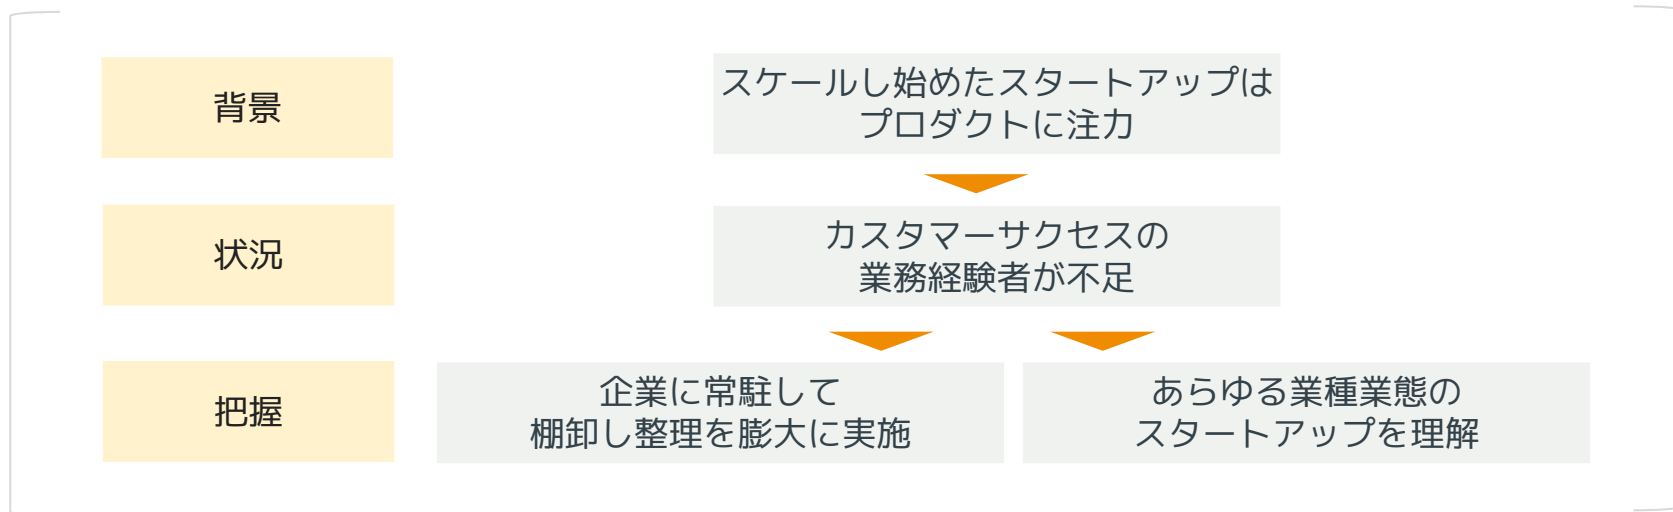 背景
スケールし始めたスタートアップは
プロダクトに注力
状況
カスタマーサクセスの
業務経験者が不足
把握
企業に常駐して
棚卸し整理を膨大に実施
あらゆる業種業態の
スタートアップを理解